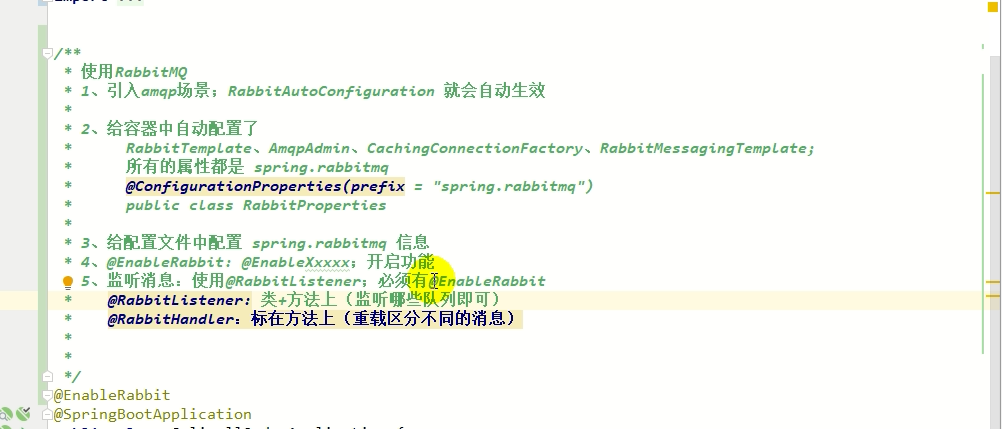 import ...
/**
* 使用RabbitMQ
* 1、引入amqp场景；RabbitAutoConfiguration 就会自动生效
*
* 2、给容器中自动配置了
* RabbitTemplate、AmqpAdmin、CachingConnectionFactory、RabbitMessagingTemplate;
* 所有的属性都是 spring.rabbitmq
* @ConfigurationProperties(prefix = "spring.rabbitmq")
* public class RabbitProperties
*
* 3、给配置文件中配置 spring.rabbitmq 信息
* 4、@EnableRabbit: @EnableXxxxx；开启功能
* 5、监听消息：使用@RabbitListener；必须有@EnableRabbit
* @RabbitListener: 类+方法上（监听哪些队列即可）
* @RabbitHandler：标在方法上（重载区分不同的消息）
*
*
*/
@EnableRabbit
@SpringBootApplication